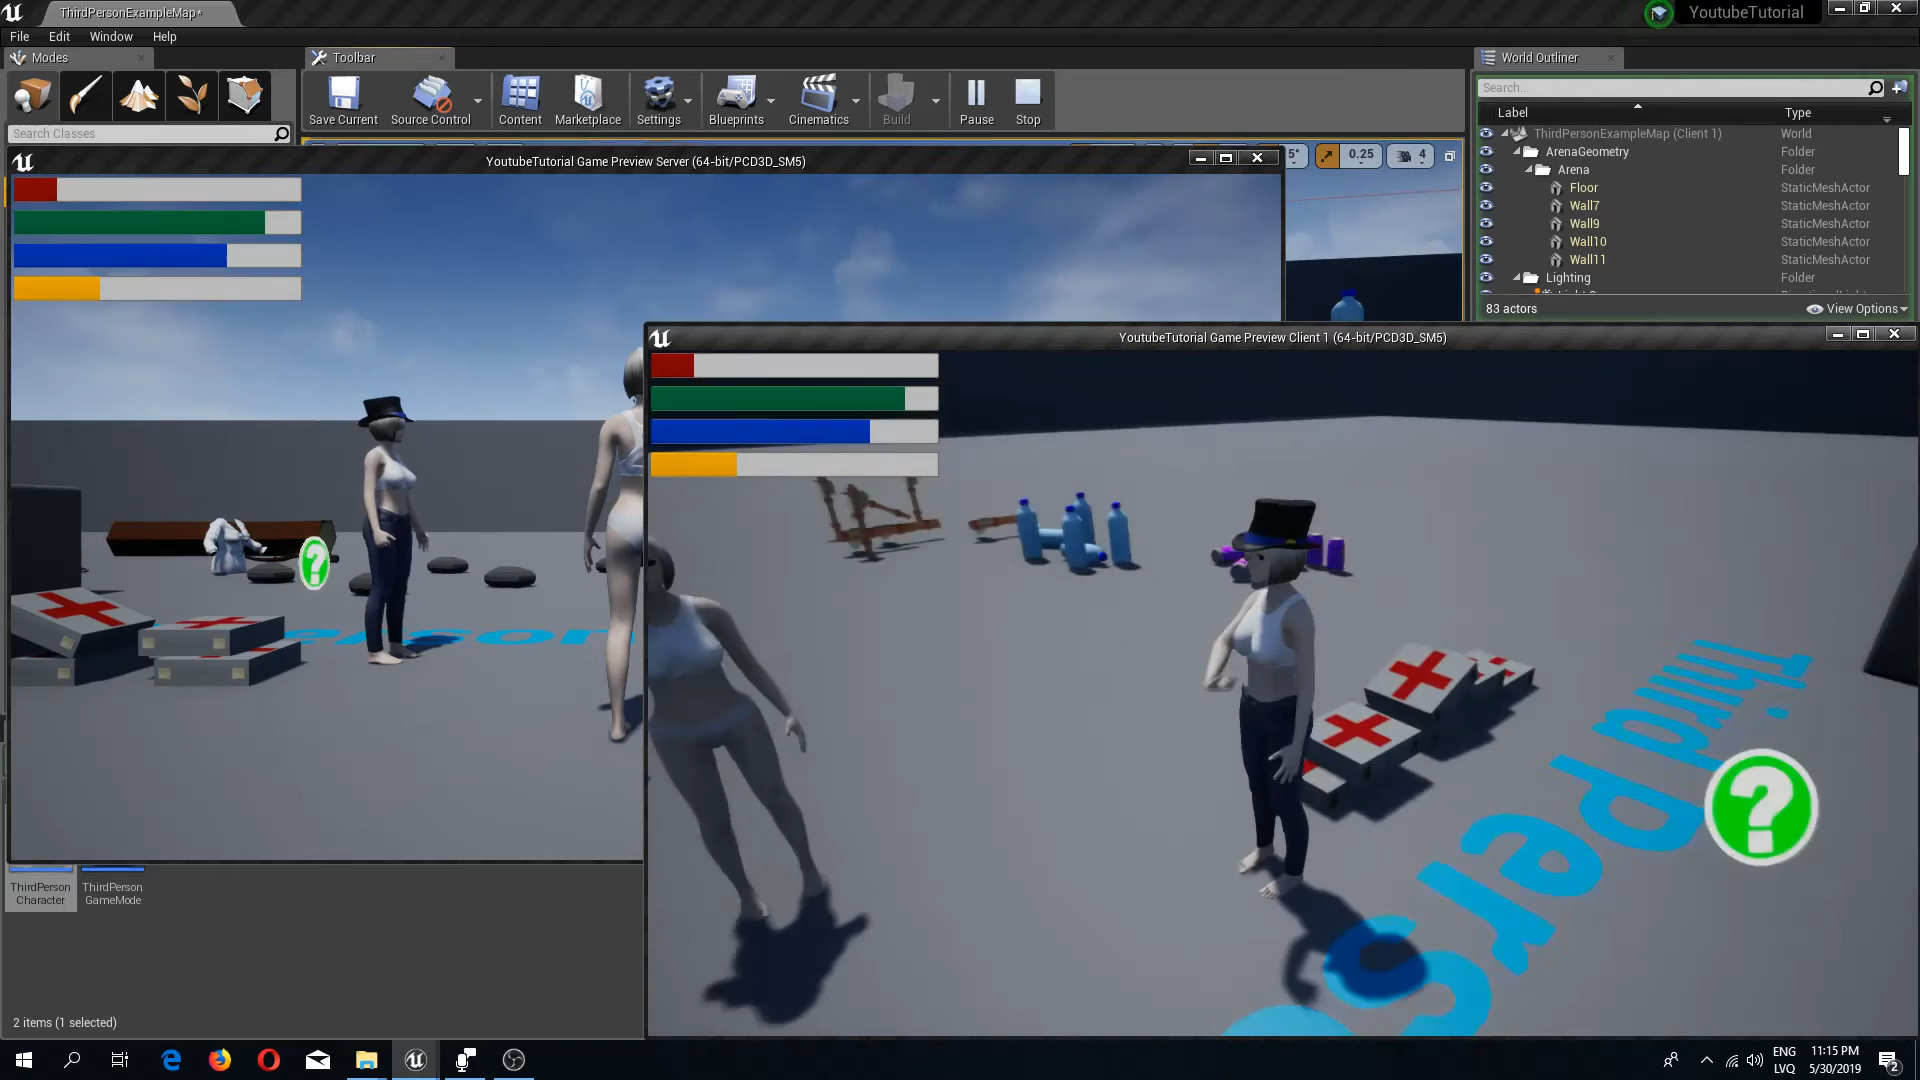 ThirdPersonExampleMap*
YoutubeTutorial
File Edit Window Help
Modes
Toolbar
World Outliner
Save Current
Source Control
Content
Marketplace
Settings
Blueprints
Cinematics
Build
Pause
Stop
Search Classes
Search...
Label Type
ThirdPersonExampleMap (Client 1) World
ArenaGeometry Folder
Arena Folder
Floor StaticMeshActor
Wall7 StaticMeshActor
Wall9 StaticMeshActor
Wall10 StaticMeshActor
Wall11 StaticMeshActor
Lighting Folder
83 actors
View Options
YoutubeTutorial Game Preview Server (64-bit/PCD3D_SM5)
5° 0.25 4
YoutubeTutorial Game Preview Client 1 (64-bit/PCD3D_SM5)
?
Third Pers
?
ThirdPerson
Character
ThirdPerson
GameMode
2 items (1 selected)
ENG
LVQ
11:15 PM
5/30/2019
2